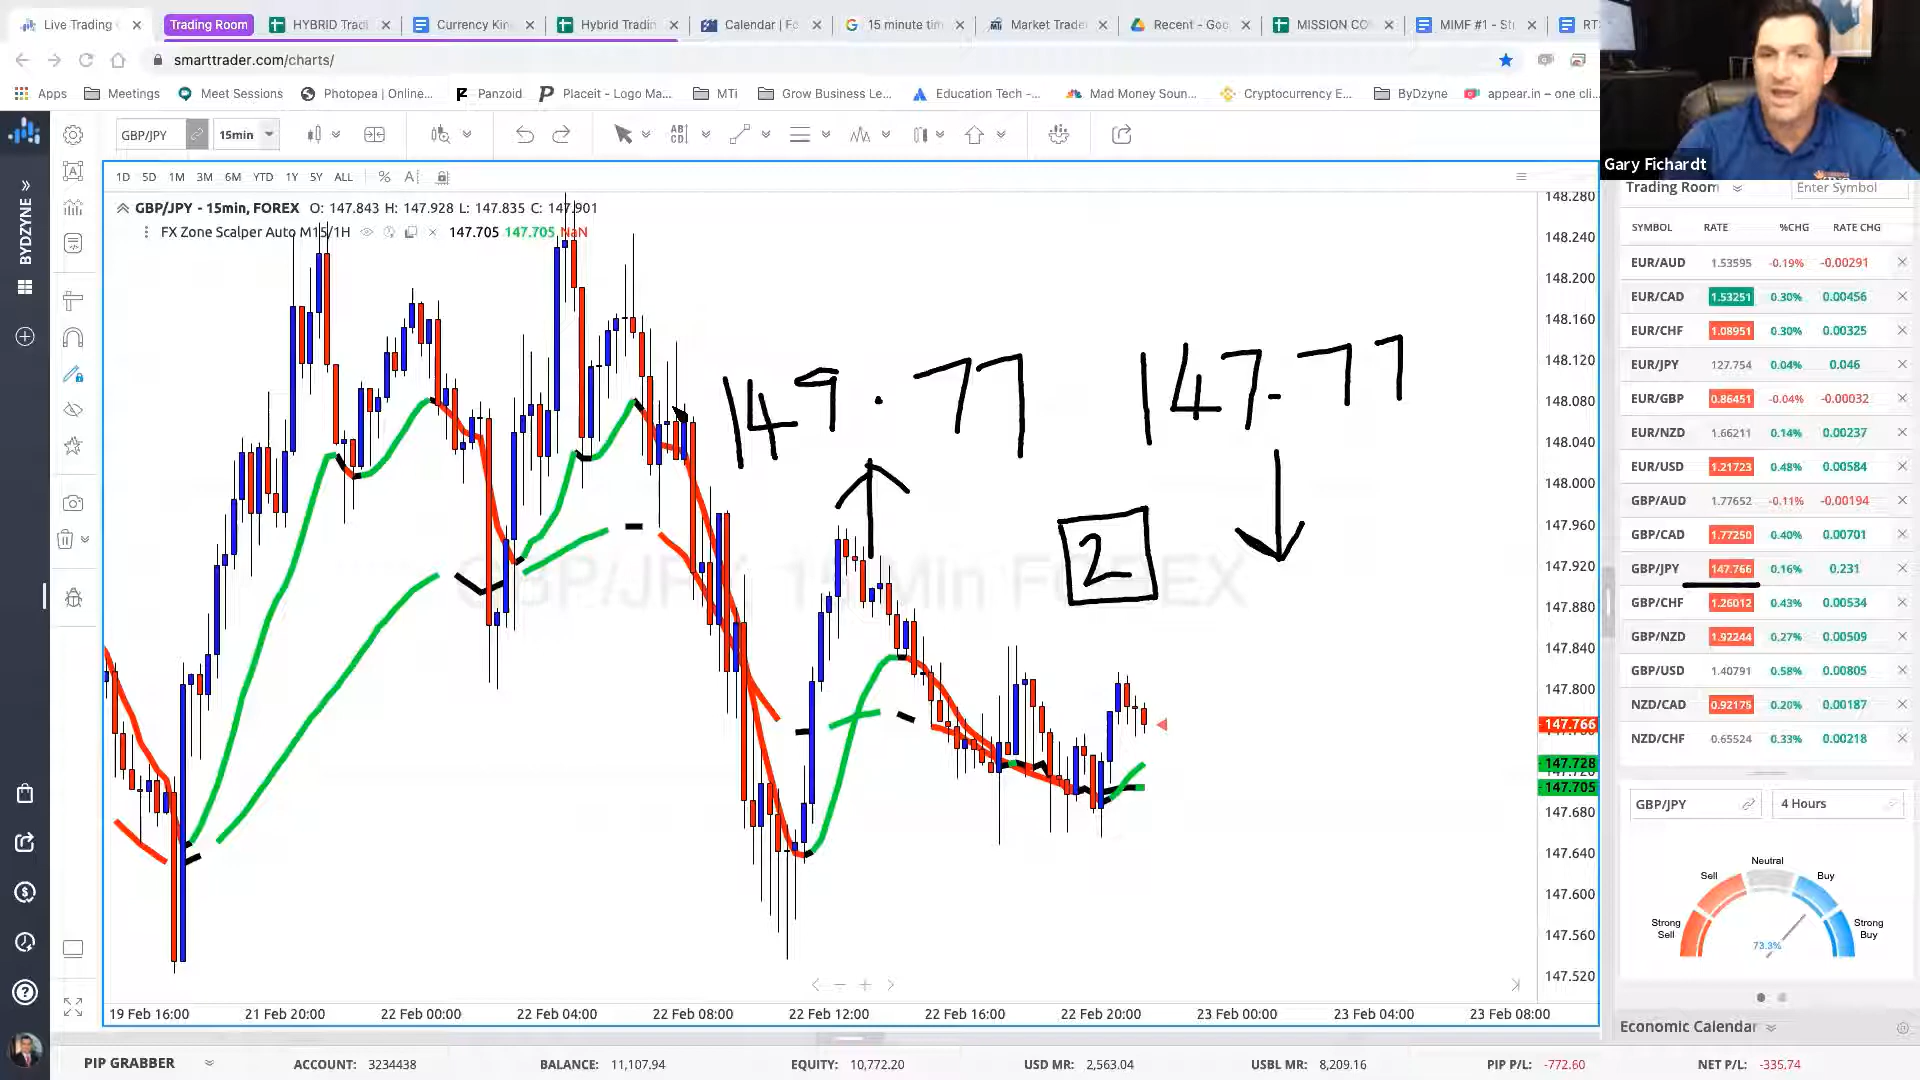 Live Trading
Trading Room
HYBRID Tradi
Currency Kin
Hybrid Tradin
Calendar | Fo
15 minute tim
Market Trade
Recent - Goo
MISSION CO
MIMF #1 - St
RT
smarttrader.com/charts/
Apps
Meetings
Meet Sessions
Photopea | Online...
Panzoid
Placeit - Logo Ma...
MTi
Grow Business Le...
Education Tech -...
Mad Money Soun...
Cryptocurrency E...
ByDzyne
appear.in – one cli...
Gary Fichardt
GBP/JPY
15min
1D 5D 1M 3M 6M YTD 1Y 5Y ALL % A
GBP/JPY - 15min, FOREX O: 147.843 H: 147.928 L: 147.835 C: 147.901
FX Zone Scalper Auto M15/1H 147.705 147.705 NaN
BYDZYNE
149.77
147.77
2
GBP/JPY 15 Min FOREX
148.280
148.240
148.200
148.160
148.120
148.080
148.040
148.000
147.960
147.920
147.880
147.840
147.800
147.766
147.728
147.705
147.680
147.640
147.600
147.560
147.520
19 Feb 16:00
21 Feb 20:00
22 Feb 00:00
22 Feb 04:00
22 Feb 08:00
22 Feb 12:00
22 Feb 16:00
22 Feb 20:00
23 Feb 00:00
23 Feb 04:00
23 Feb 08:00
Trading Room
Enter Symbol
SYMBOL RATE %CHG RATE CHG
EUR/AUD 1.53595 -0.19% -0.00291
EUR/CAD 1.53251 0.30% 0.00456
EUR/CHF 1.08951 0.30% 0.00325
EUR/JPY 127.754 0.04% 0.046
EUR/GBP 0.86451 -0.04% -0.00032
EUR/NZD 1.66211 0.14% 0.00237
EUR/USD 1.21723 0.48% 0.00584
GBP/AUD 1.77652 -0.11% -0.00194
GBP/CAD 1.77250 0.40% 0.00701
GBP/JPY 147.766 0.16% 0.231
GBP/CHF 1.26012 0.43% 0.00534
GBP/NZD 1.92244 0.27% 0.00509
GBP/USD 1.40791 0.58% 0.00805
NZD/CAD 0.92175 0.20% 0.00187
NZD/CHF 0.65524 0.33% 0.00218
GBP/JPY
4 Hours
Neutral
Sell
Buy
Strong Sell
Strong Buy
73.3%
Economic Calendar
PIP GRABBER
ACCOUNT: 3234438
BALANCE: 11,107.94
EQUITY: 10,772.20
USD MR: 2,563.04
USBL MR: 8,209.16
PIP P/L: -772.60
NET P/L: -335.74